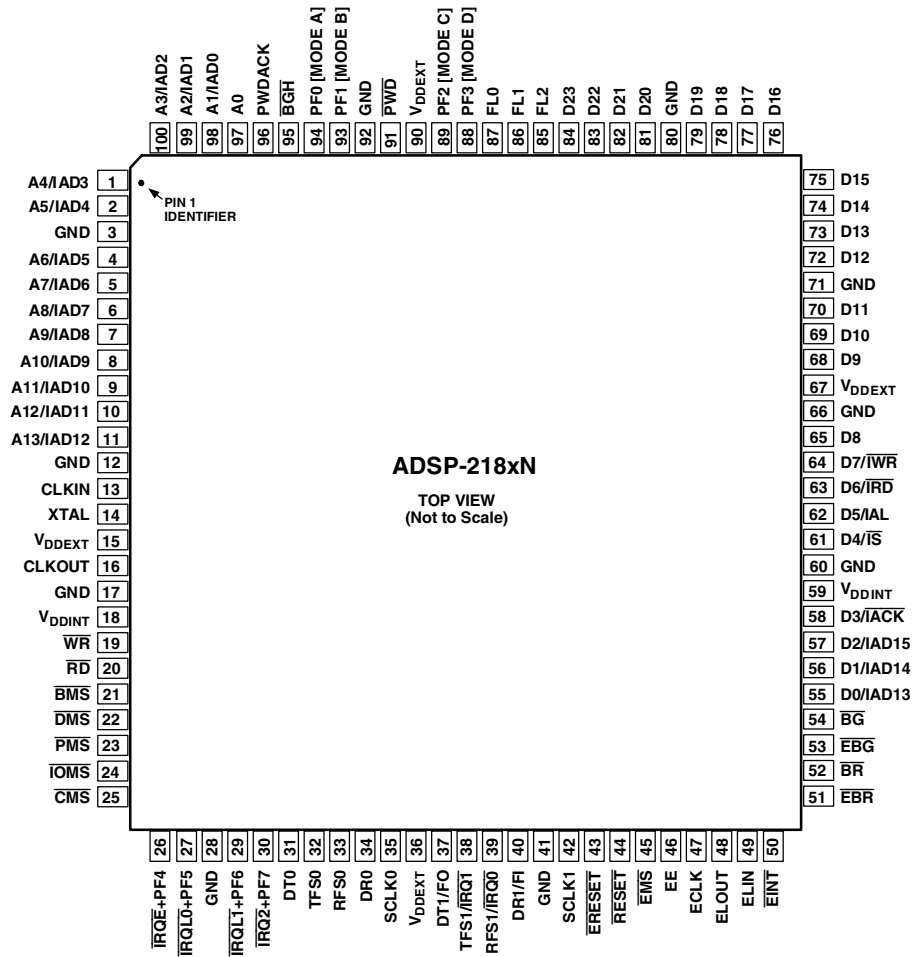 A3/IAD2
A2/IAD1
A1/IAD0
A0
PWDACK
BGH
PF0 [MODE A]
PF1 [MODE B]
GND
PWD
VDDEXT
PF2 [MODE C]
PF3 [MODE D]
FL0
FL1
FL2
D23
D22
D21
D20
GND
D19
D18
D17
D16
100 99 98 97 96 95 94 93 92 91 90 89 88 87 86 85 84 83 82 81 80 79 78 77 76
PIN 1
IDENTIFIER
A4/IAD3 1
A5/IAD4 2
GND 3
A6/IAD5 4
A7/IAD6 5
A8/IAD7 6
A9/IAD8 7
A10/IAD9 8
A11/IAD10 9
A12/IAD11 10
A13/IAD12 11
GND 12
CLKIN 13
XTAL 14
VDDEXT 15
CLKOUT 16
GND 17
VDDINT 18
WR 19
RD 20
BMS 21
DMS 22
PMS 23
IOMS 24
CMS 25
ADSP-218xN
TOP VIEW
(Not to Scale)
75 D15
74 D14
73 D13
72 D12
71 GND
70 D11
69 D10
68 D9
67 VDDEXT
66 GND
65 D8
64 D7/IWR
63 D6/IRD
62 D5/IAL
61 D4/IS
60 GND
59 VDDINT
58 D3/IACK
57 D2/IAD15
56 D1/IAD14
55 D0/IAD13
54 BG
53 EBG
52 BR
51 EBR
26 27 28 29 30 31 32 33 34 35 36 37 38 39 40 41 42 43 44 45 46 47 48 49 50
IRQE+PF4
IRQL0+PF5
GND
IRQL1+PF6
IRQ2+PF7
DT0
TFS0
RFS0
DR0
SCLK0
VDDEXT
DT1/FO
TFS1/IRQ1
RFS1/IRQ0
DR1/FI
GND
SCLK1
ERESET
RESET
EMS
EE
ECLK
ELOUT
ELIN
EINT